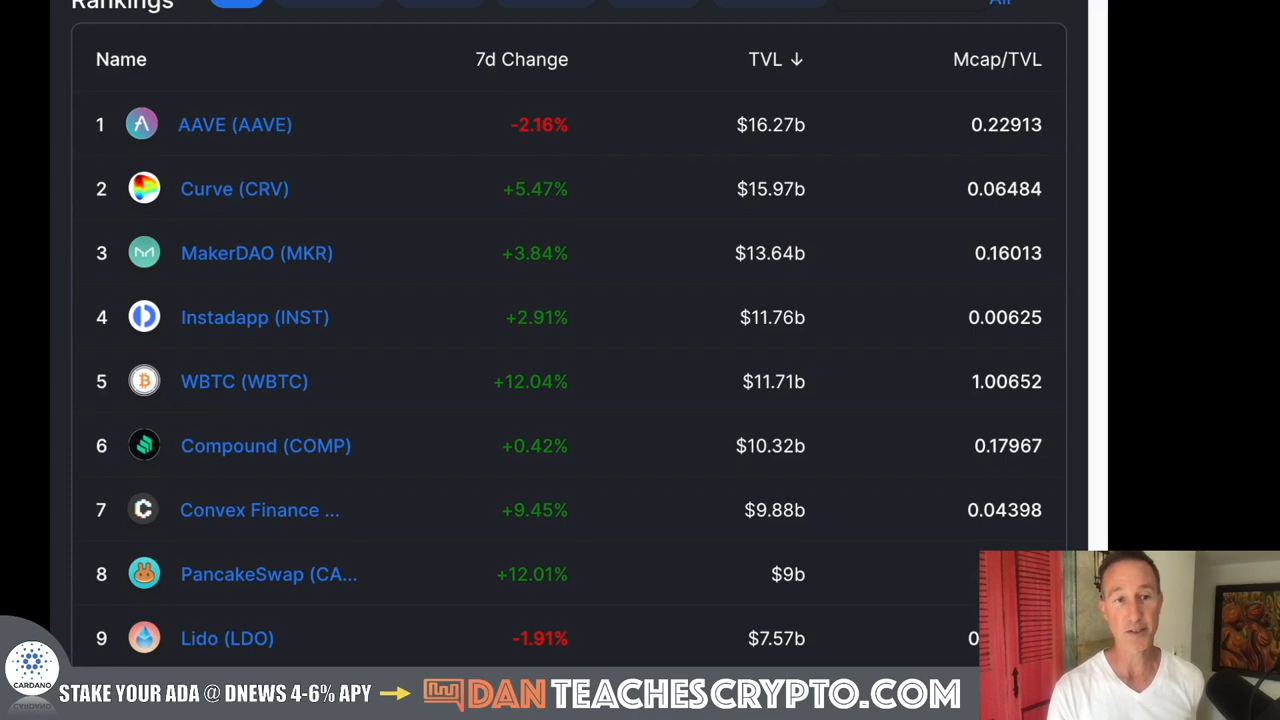 Rankings All
Name 7d Change TVL ↓ Mcap/TVL
1 AAVE (AAVE) -2.16% $16.27b 0.22913
2 Curve (CRV) +5.47% $15.97b 0.06484
3 MakerDAO (MKR) +3.84% $13.64b 0.16013
4 Instadapp (INST) +2.91% $11.76b 0.00625
5 WBTC (WBTC) +12.04% $11.71b 1.00652
6 Compound (COMP) +0.42% $10.32b 0.17967
7 Convex Finance ... +9.45% $9.88b 0.04398
8 PancakeSwap (CA... +12.01% $9b
9 Lido (LDO) -1.91% $7.57b 0
CARDANO STAKE YOUR ADA @ DNEWS 4-6% APY → DANTEACHESCRYPTO.COM